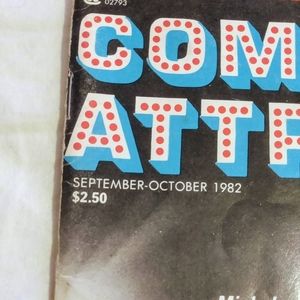 02793
COM
ATTR
SEPTEMBER-OCTOBER 1982
$2.50